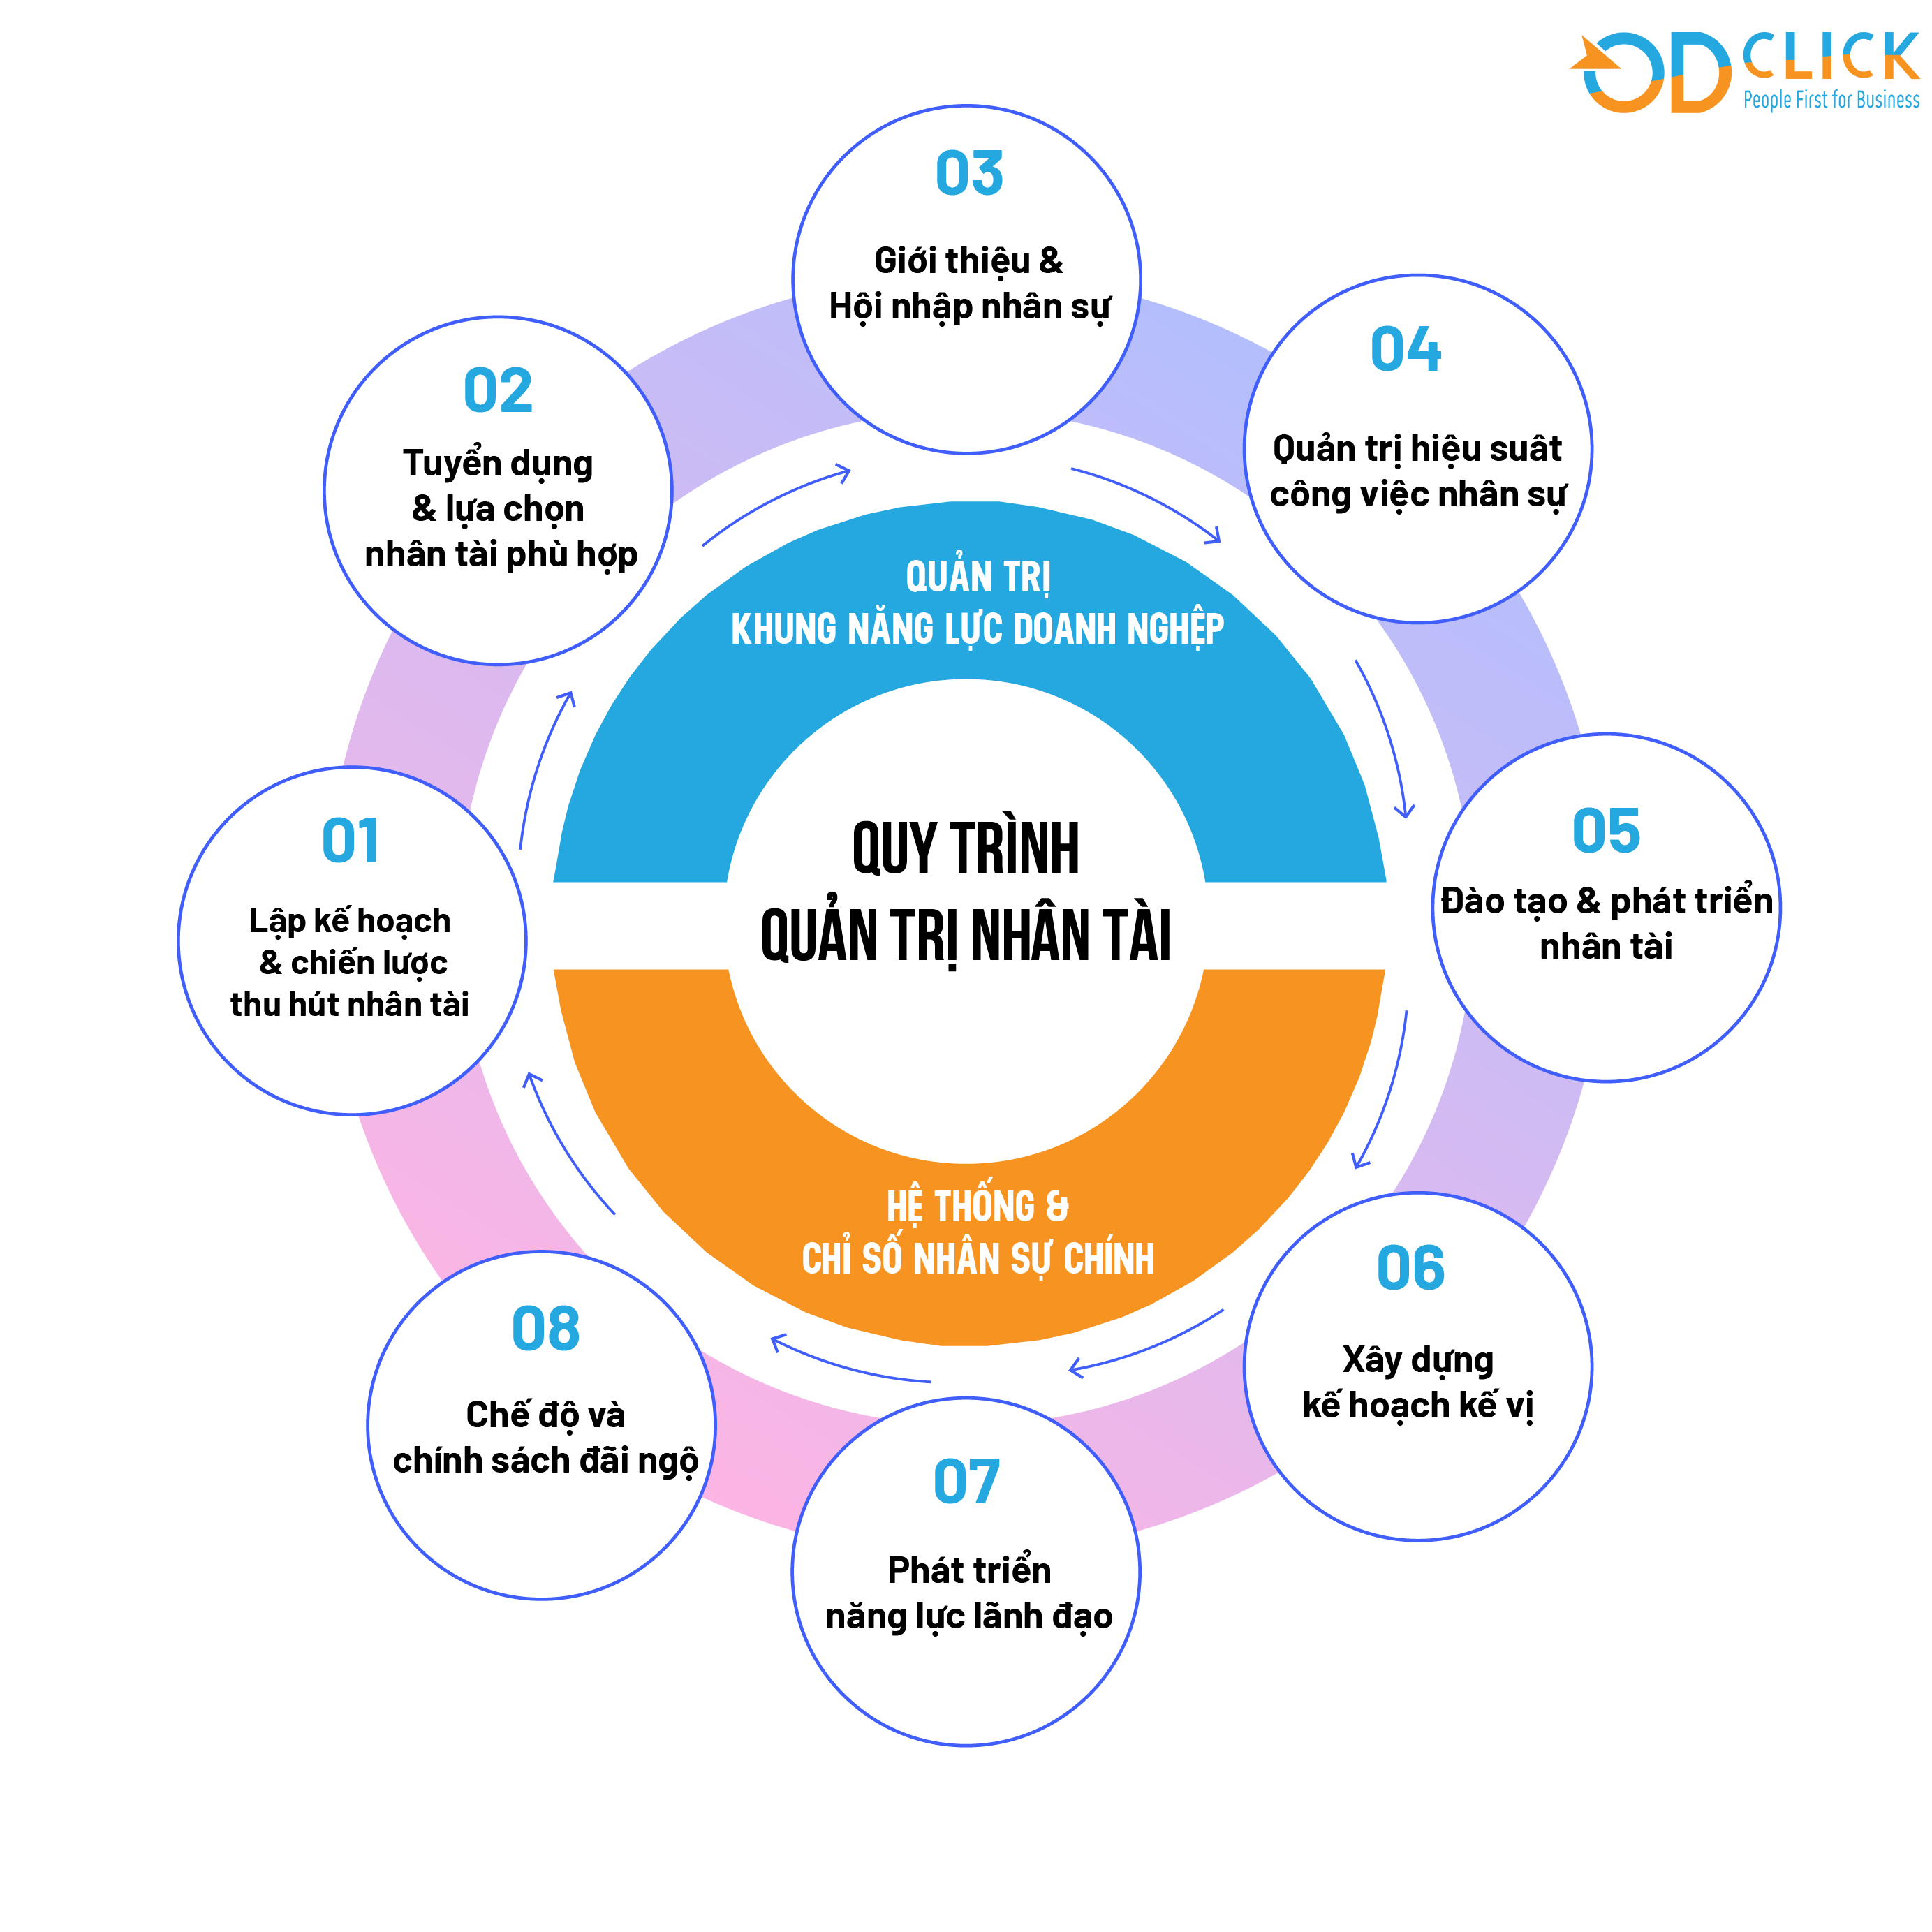 OD CLICK
People First for Business
03
Giới thiệu &
Hội nhập nhân sự
04
Quản trị hiệu suât
công việc nhân sự
02
Tuyển dụng
& lựa chọn
nhân tài phù hợp
QUẢN TRỊ
KHUNG NĂNG LỰC DOANH NGHỆP
01
Lập kế hoạch
& chiến lược
thu hút nhân tài
QUY TRÌNH
QUẢN TRỊ NHÂN TÀI
05
Đào tạo & phát triển
nhân tài
HỆ THỐNG &
CHỈ SỐ NHÂN SỰ CHÍNH
06
Xây dựng
kế hoạch kế vị
08
Chế độ và
chính sách đãi ngộ
07
Phát triển
năng lực lãnh đạo